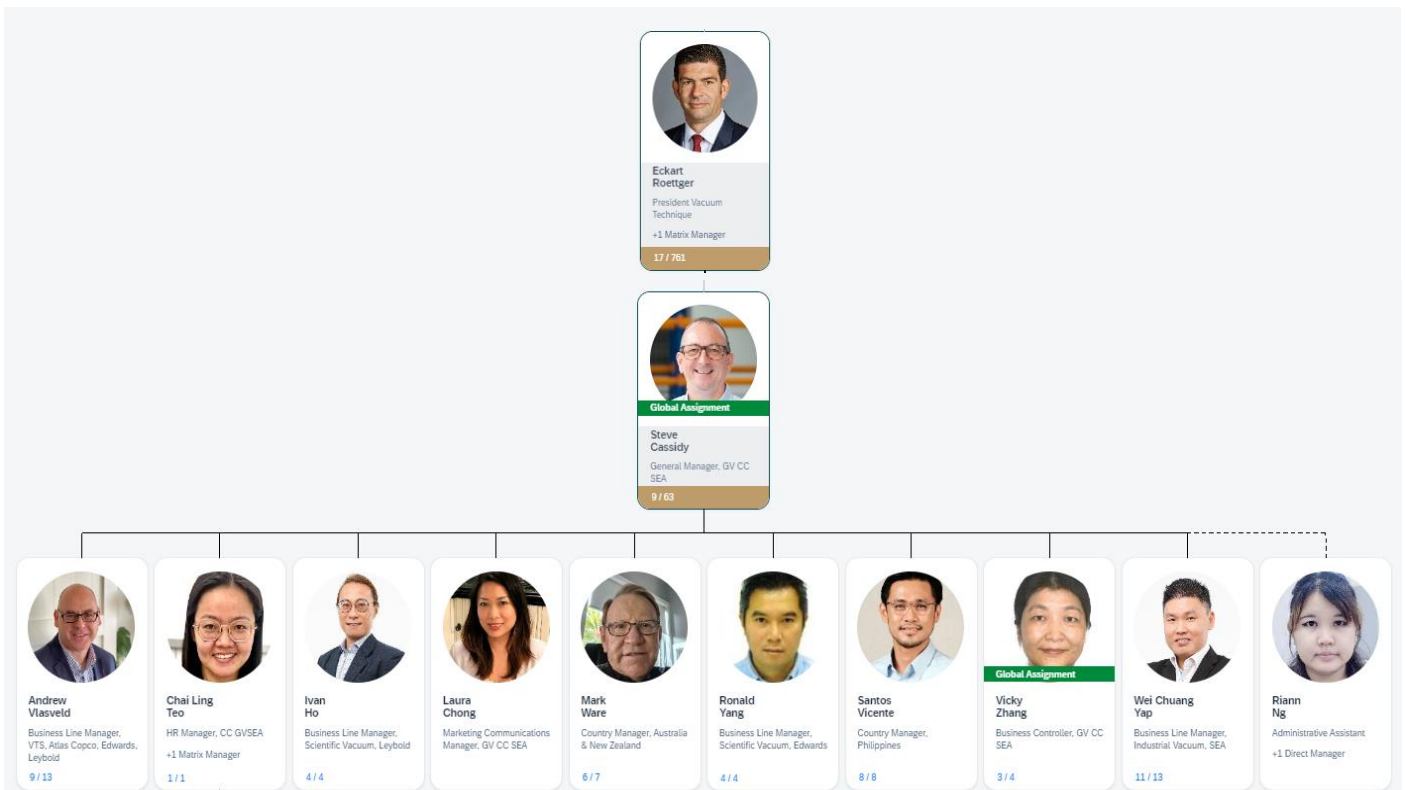 Eckart
Roettger
President Vacuum
Technique
+1 Matrix Manager
17 / 761
Global Assignment
Steve
Cassidy
General Manager, GV CC
SEA
9 / 63
Andrew
Vlasveld
Business Line Manager,
VTS, Atlas Copco, Edwards,
Leybold
9 / 13
Chai Ling
Teo
HR Manager, CC GVSEA
+1 Matrix Manager
1 / 1
Ivan
Ho
Business Line Manager,
Scientific Vacuum, Leybold
4 / 4
Laura
Chong
Marketing Communications
Manager, GV CC SEA
Mark
Ware
Country Manager, Australia
& New Zealand
6 / 7
Ronald
Yang
Business Line Manager,
Scientific Vacuum, Edwards
4 / 4
Santos
Vicente
Country Manager,
Philippines
8 / 8
Global Assignment
Vicky
Zhang
Business Controller, GV CC
SEA
3 / 4
Wei Chuang
Yap
Business Line Manager,
Industrial Vacuum, SEA
11 / 13
Riann
Ng
Administrative Assistant
+1 Direct Manager